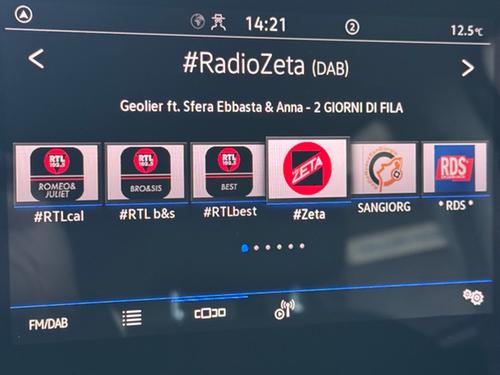 14:21
2
12.5°C
#RadioZeta (DAB)
Geolier ft. Sfera Ebbasta & Anna - 2 GIORNI DI FILA
RTL 102.5 ROMEO& JULIET
RTL 102.5 BRO&SIS
RTL 102.5 BEST
ZETA
RDS
#RTLcal
#RTL b&s
#RTLbest
#Zeta
SANGIORG
* RDS *
FM/DAB